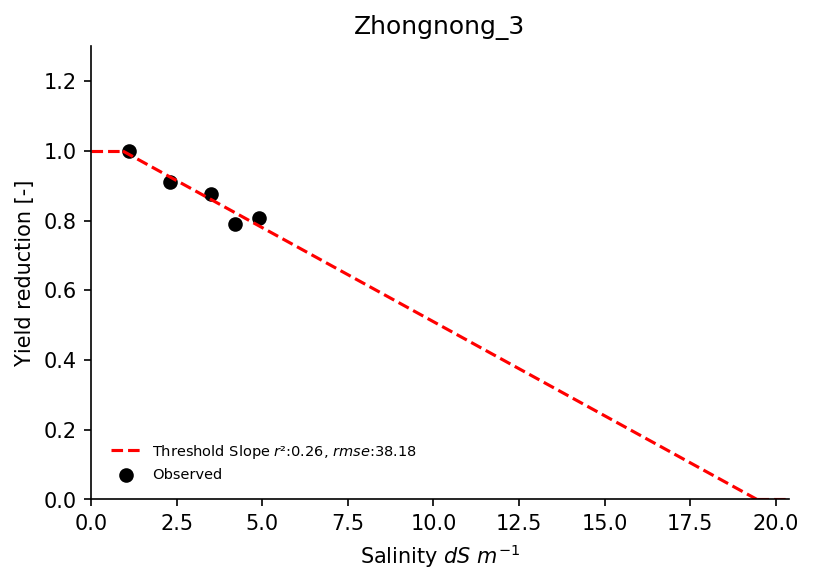 Zhongnong_3
Yield reduction [-]
1.2
1.0
0.8
0.6
0.4
0.2
0.0
Threshold Slope r²:0.26, rmse:38.18
Observed
0.0 2.5 5.0 7.5 10.0 12.5 15.0 17.5 20.0
Salinity dS m⁻¹